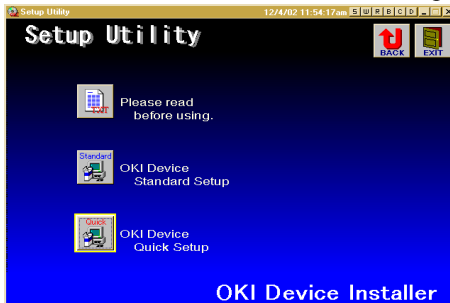 Setup Utility
12/4/02 11:54:17am S W R B C D
Setup Utility
BACK
EXIT
TXT
Please read
before using.
Standard
OKI Device
Standard Setup
Quick
OKI Device
Quick Setup
OKI Device Installer